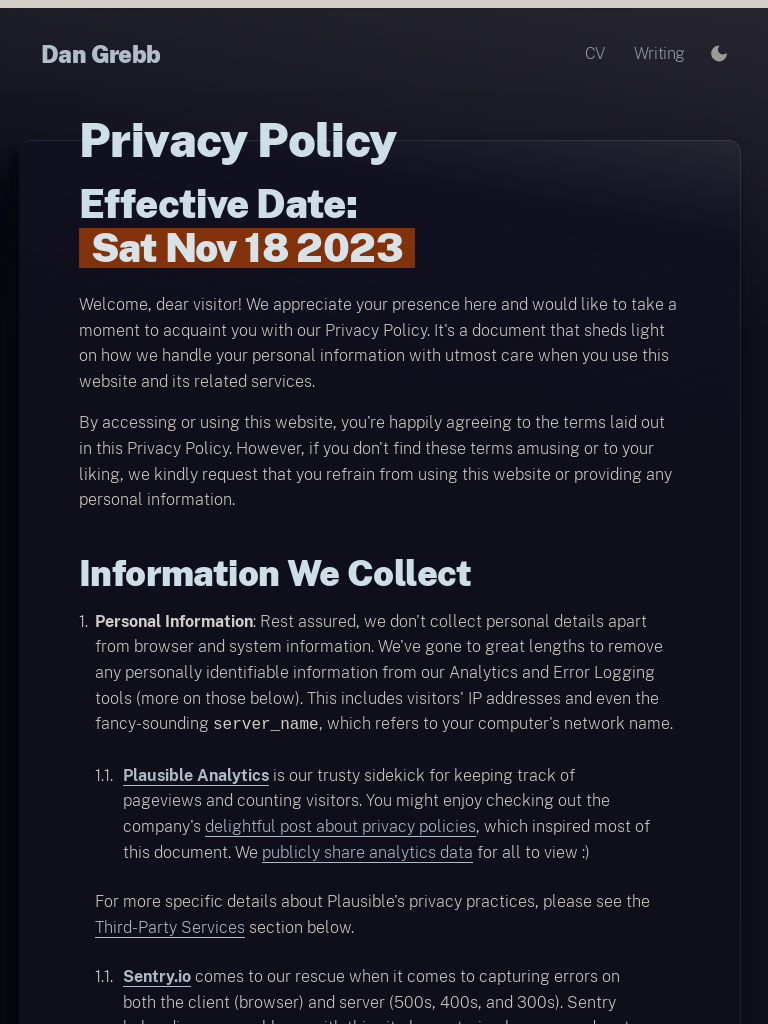 Dan Grebb
CV
Writing
Privacy Policy
Effective Date:
Sat Nov 18 2023
Welcome, dear visitor! We appreciate your presence here and would like to take a
moment to acquaint you with our Privacy Policy. It's a document that sheds light
on how we handle your personal information with utmost care when you use this
website and its related services.
By accessing or using this website, you're happily agreeing to the terms laid out
in this Privacy Policy. However, if you don't find these terms amusing or to your
liking, we kindly request that you refrain from using this website or providing any
personal information.
Information We Collect
1. Personal Information: Rest assured, we don't collect personal details apart
from browser and system information. We've gone to great lengths to remove
any personally identifiable information from our Analytics and Error Logging
tools (more on those below). This includes visitors' IP addresses and even the
fancy-sounding server_name, which refers to your computer's network name.
1.1. Plausible Analytics is our trusty sidekick for keeping track of
pageviews and counting visitors. You might enjoy checking out the
company's delightful post about privacy policies, which inspired most of
this document. We publicly share analytics data for all to view :)
For more specific details about Plausible's privacy practices, please see the
Third-Party Services section below.
1.1. Sentry.io comes to our rescue when it comes to capturing errors on
both the client (browser) and server (500s, 400s, and 300s). Sentry